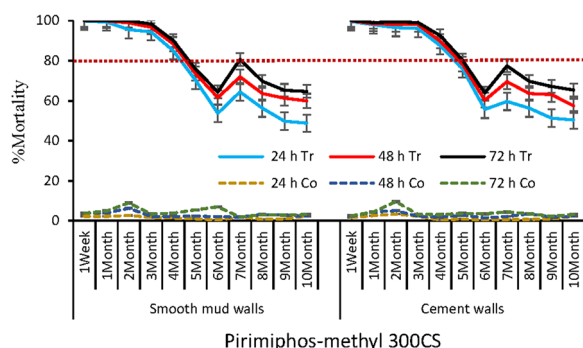 100
80
60
40
20
0
%Mortality
24 h Tr 48 h Tr 72 h Tr
24 h Co 48 h Co 72 h Co
1Week 1Month 2Month 3Month 4Month 5Month 6Month 7Month 8Month 9Month 10Month 1Week 1Month 2Month 3Month 4Month 5Month 6Month 7Month 8Month 9Month 10Month
Smooth mud walls Cement walls
Pirimiphos-methyl 300CS